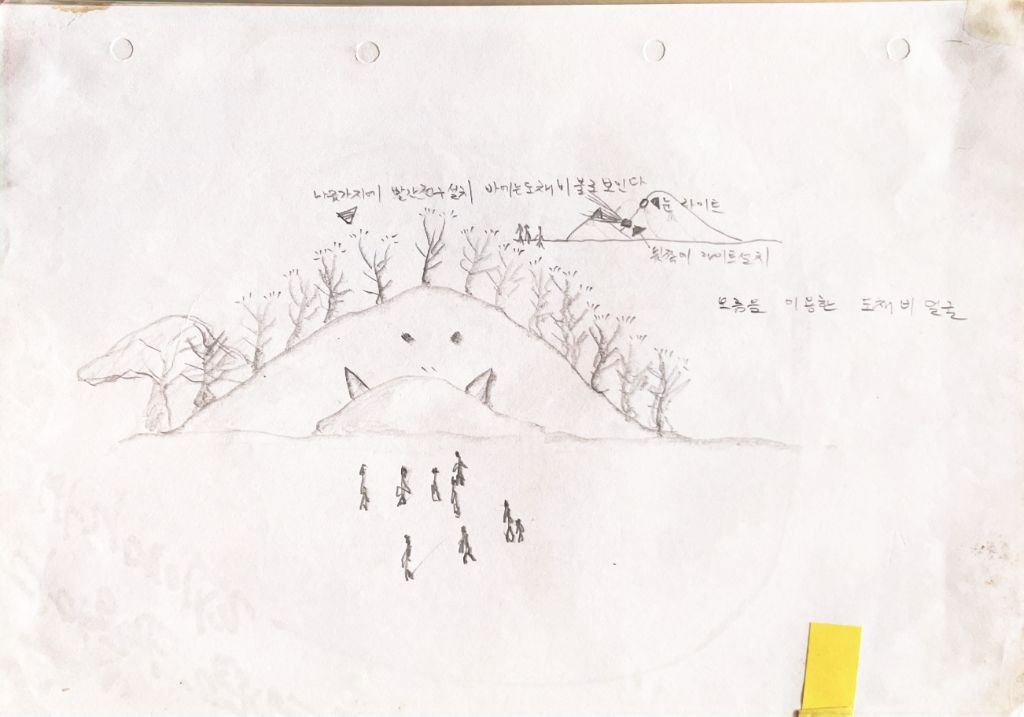 나무가지에 빨간전구설치 밤에는 도채비불로 보인다
눈 라이트
뒷쪽에 라이트설치
오름을 이용한 도채비 얼굴